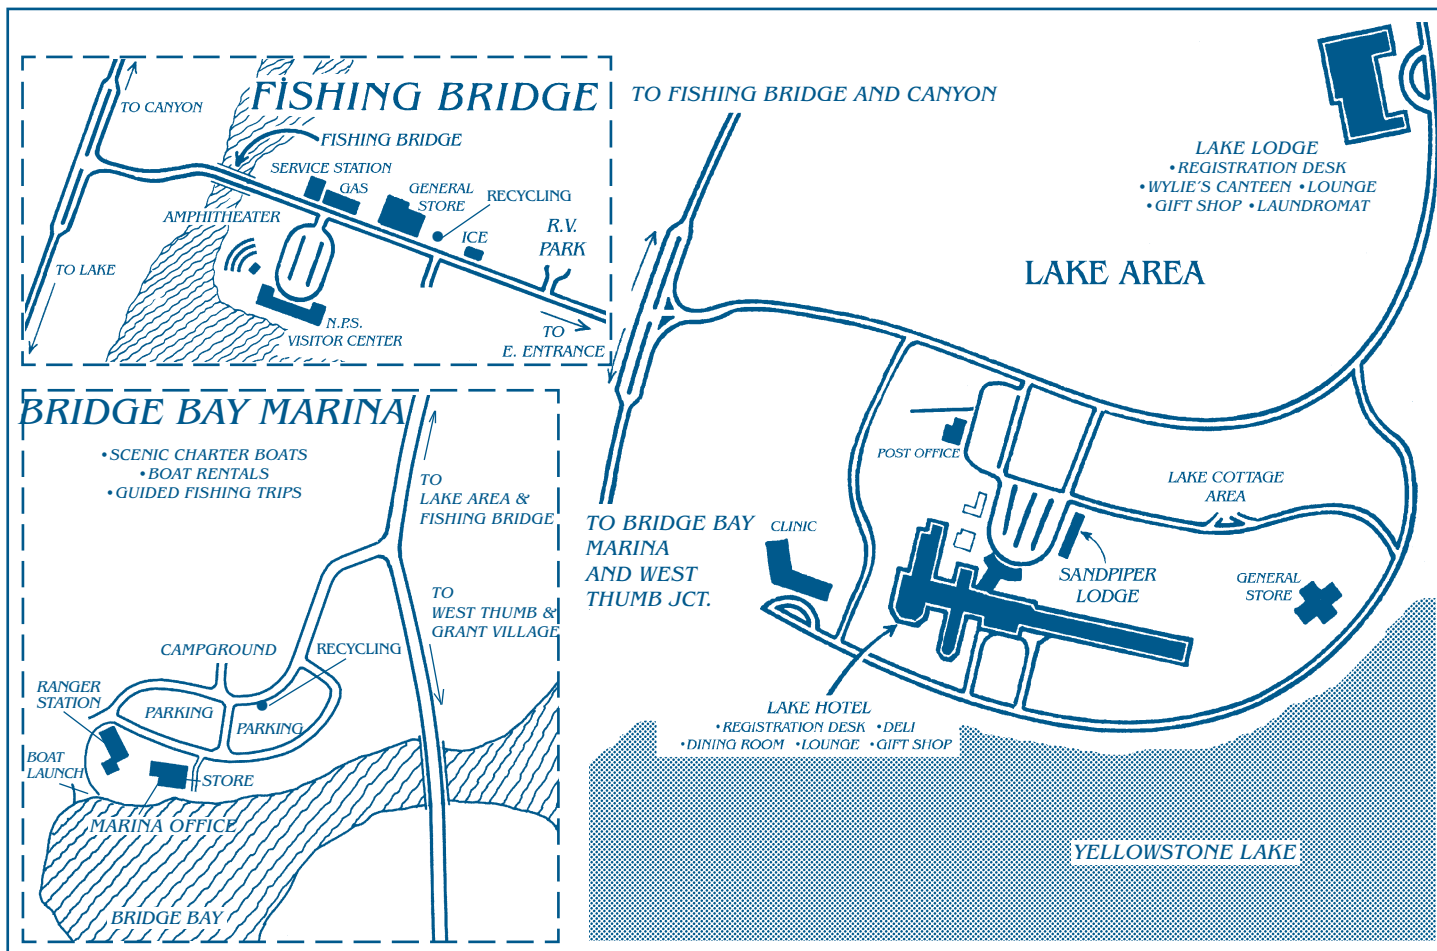 FISHING BRIDGE
TO CANYON
FISHING BRIDGE
SERVICE STATION
GAS
GENERAL
STORE
RECYCLING
AMPHITHEATER
ICE
R.V.
PARK
TO LAKE
N.P.S.
VISITOR CENTER
TO
E. ENTRANCE
BRIDGE BAY MARINA
•SCENIC CHARTER BOATS
•BOAT RENTALS
•GUIDED FISHING TRIPS
TO
LAKE AREA &
FISHING BRIDGE
TO
WEST THUMB &
GRANT VILLAGE
CAMPGROUND
RECYCLING
RANGER
STATION
PARKING
PARKING
BOAT
LAUNCH
STORE
MARINA OFFICE
BRIDGE BAY
TO FISHING BRIDGE AND CANYON
LAKE LODGE
•REGISTRATION DESK
•WYLIE'S CANTEEN •LOUNGE
•GIFT SHOP •LAUNDROMAT
LAKE AREA
POST OFFICE
LAKE COTTAGE
AREA
TO BRIDGE BAY
MARINA
AND WEST
THUMB JCT.
CLINIC
SANDPIPER
LODGE
GENERAL
STORE
LAKE HOTEL
•REGISTRATION DESK •DELI
•DINING ROOM •LOUNGE •GIFT SHOP
YELLOWSTONE LAKE